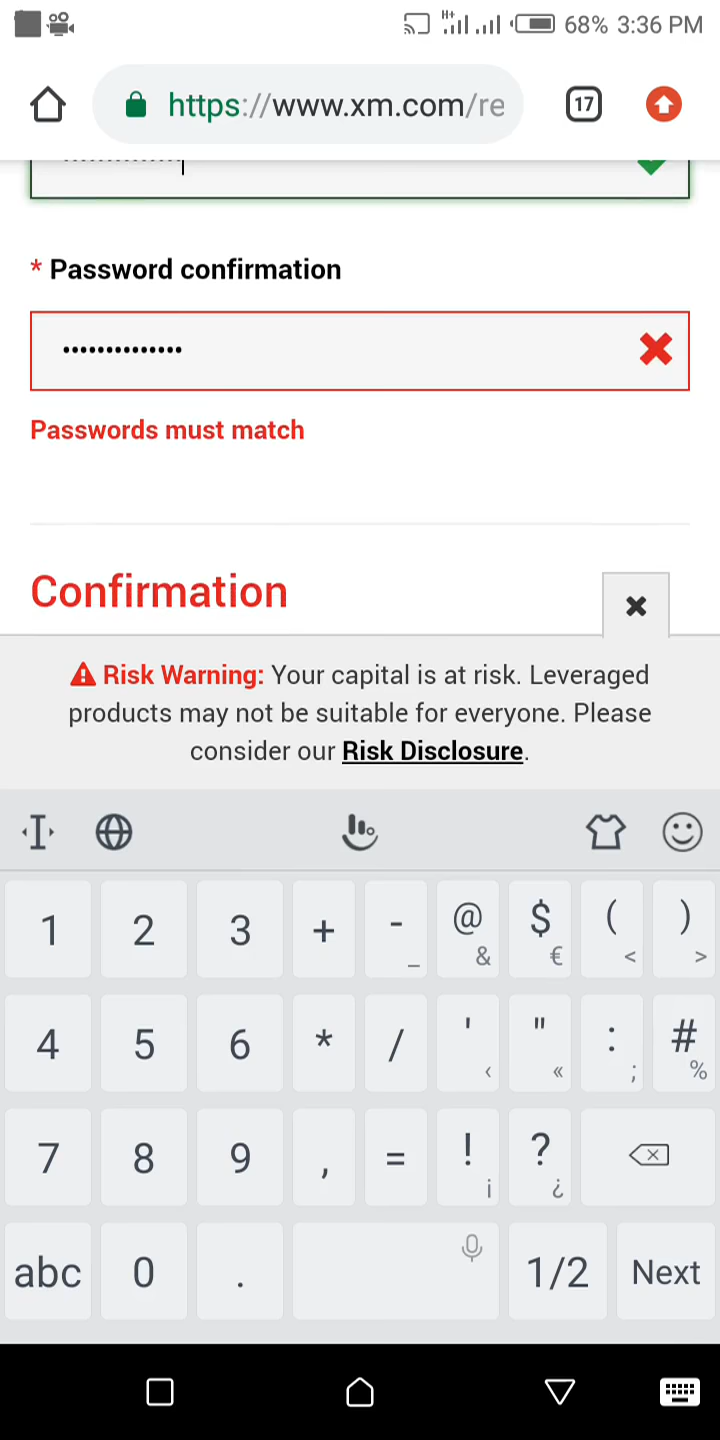 H+ 68% 3:36 PM
https://www.xm.com/re 17
* Password confirmation
••••••••••••••
Passwords must match
Confirmation
Risk Warning: Your capital is at risk. Leveraged
products may not be suitable for everyone. Please
consider our Risk Disclosure.
1 2 3 + - _ @ & $ € ( < ) >
4 5 6 * / ' ‹ " « : ; # %
7 8 9 , = ! ¡ ? ¿
abc 0 . 1/2 Next